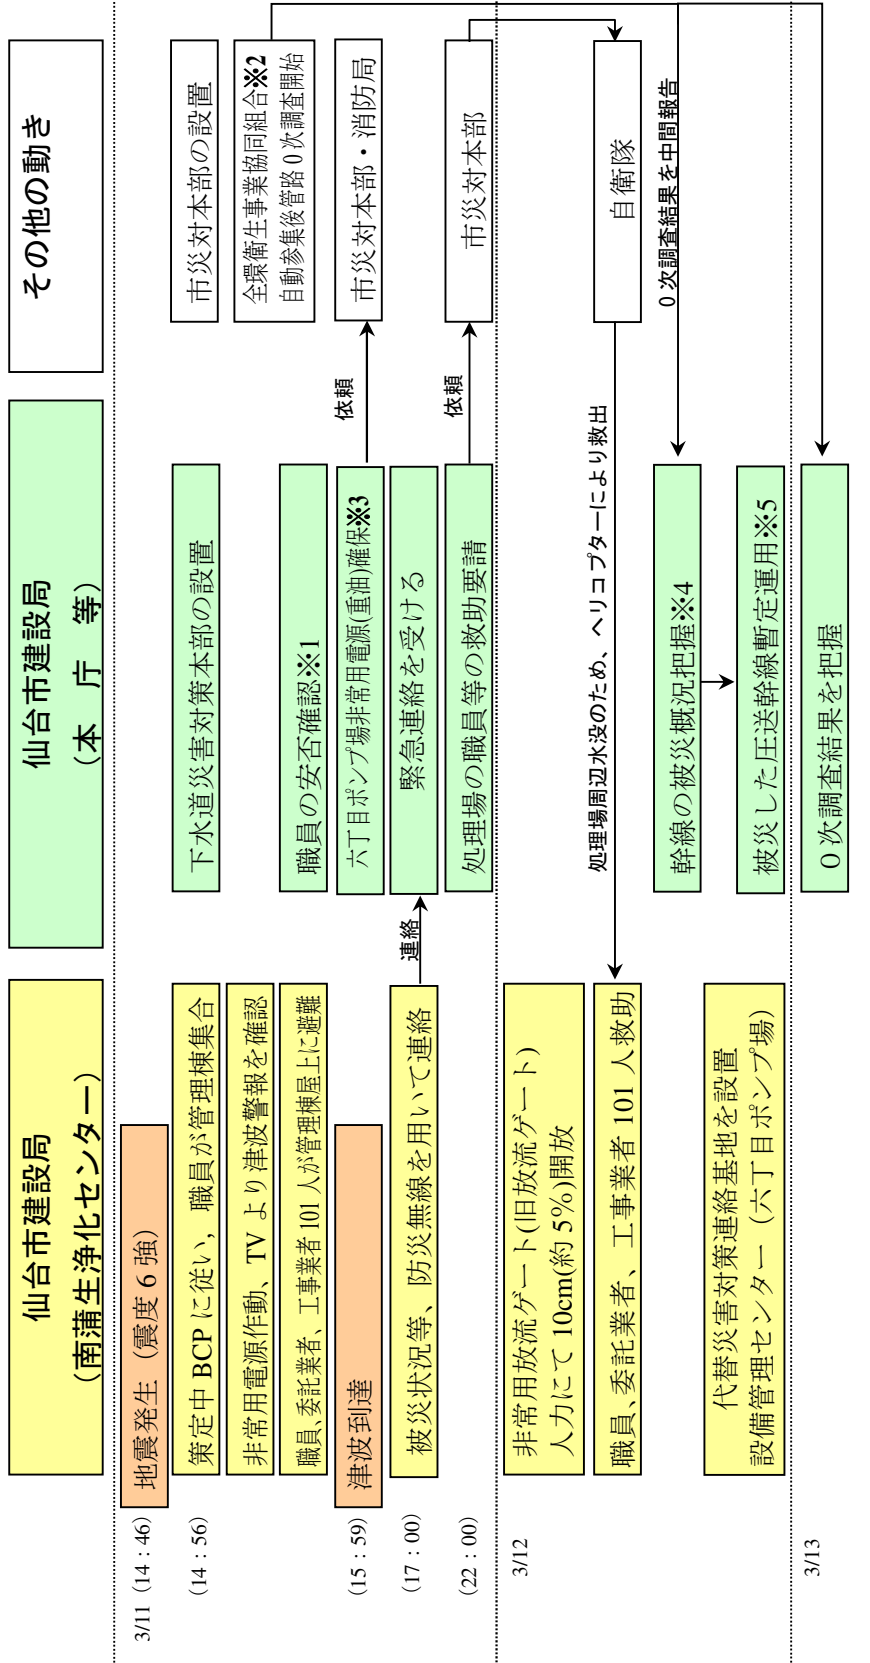 仙台市建設局
(南蒲生浄化センター)
仙台市建設局
(本 庁 等)
その他の動き
3/11 (14:46)
地震発生 (震度 6 強)
(14:56)
策定中 BCP に従い, 職員が管理棟集合
下水道災害対策本部の設置
市災対本部の設置
非常用電源作動、TV より津波警報を確認
全環衛生事業協同組合※2
自動参集後管路 0 次調査開始
職員、委託業者、工事業者 101 人が管理棟屋上に避難
職員の安否確認※1
(15:59)
津波到達
六丁目ポンプ場非常用電源(重油)確保※3
依頼
市災対本部・消防局
(17:00)
被災状況等、防災無線を用いて連絡
連絡
緊急連絡を受ける
(22:00)
処理場の職員等の救助要請
依頼
市災対本部
3/12
非常用放流ゲート(旧放流ゲート)
人力にて 10cm(約 5%)開放
職員、委託業者、工事業者 101 人救助
処理場周辺水没のため、ヘリコプターにより救出
自衛隊
幹線の被災概況把握※4
0 次調査結果を中間報告
代替災害対策連絡基地を設置
設備管理センター (六丁目ポンプ場)
被災した圧送幹線暫定運用※5
3/13
0 次調査結果を把握